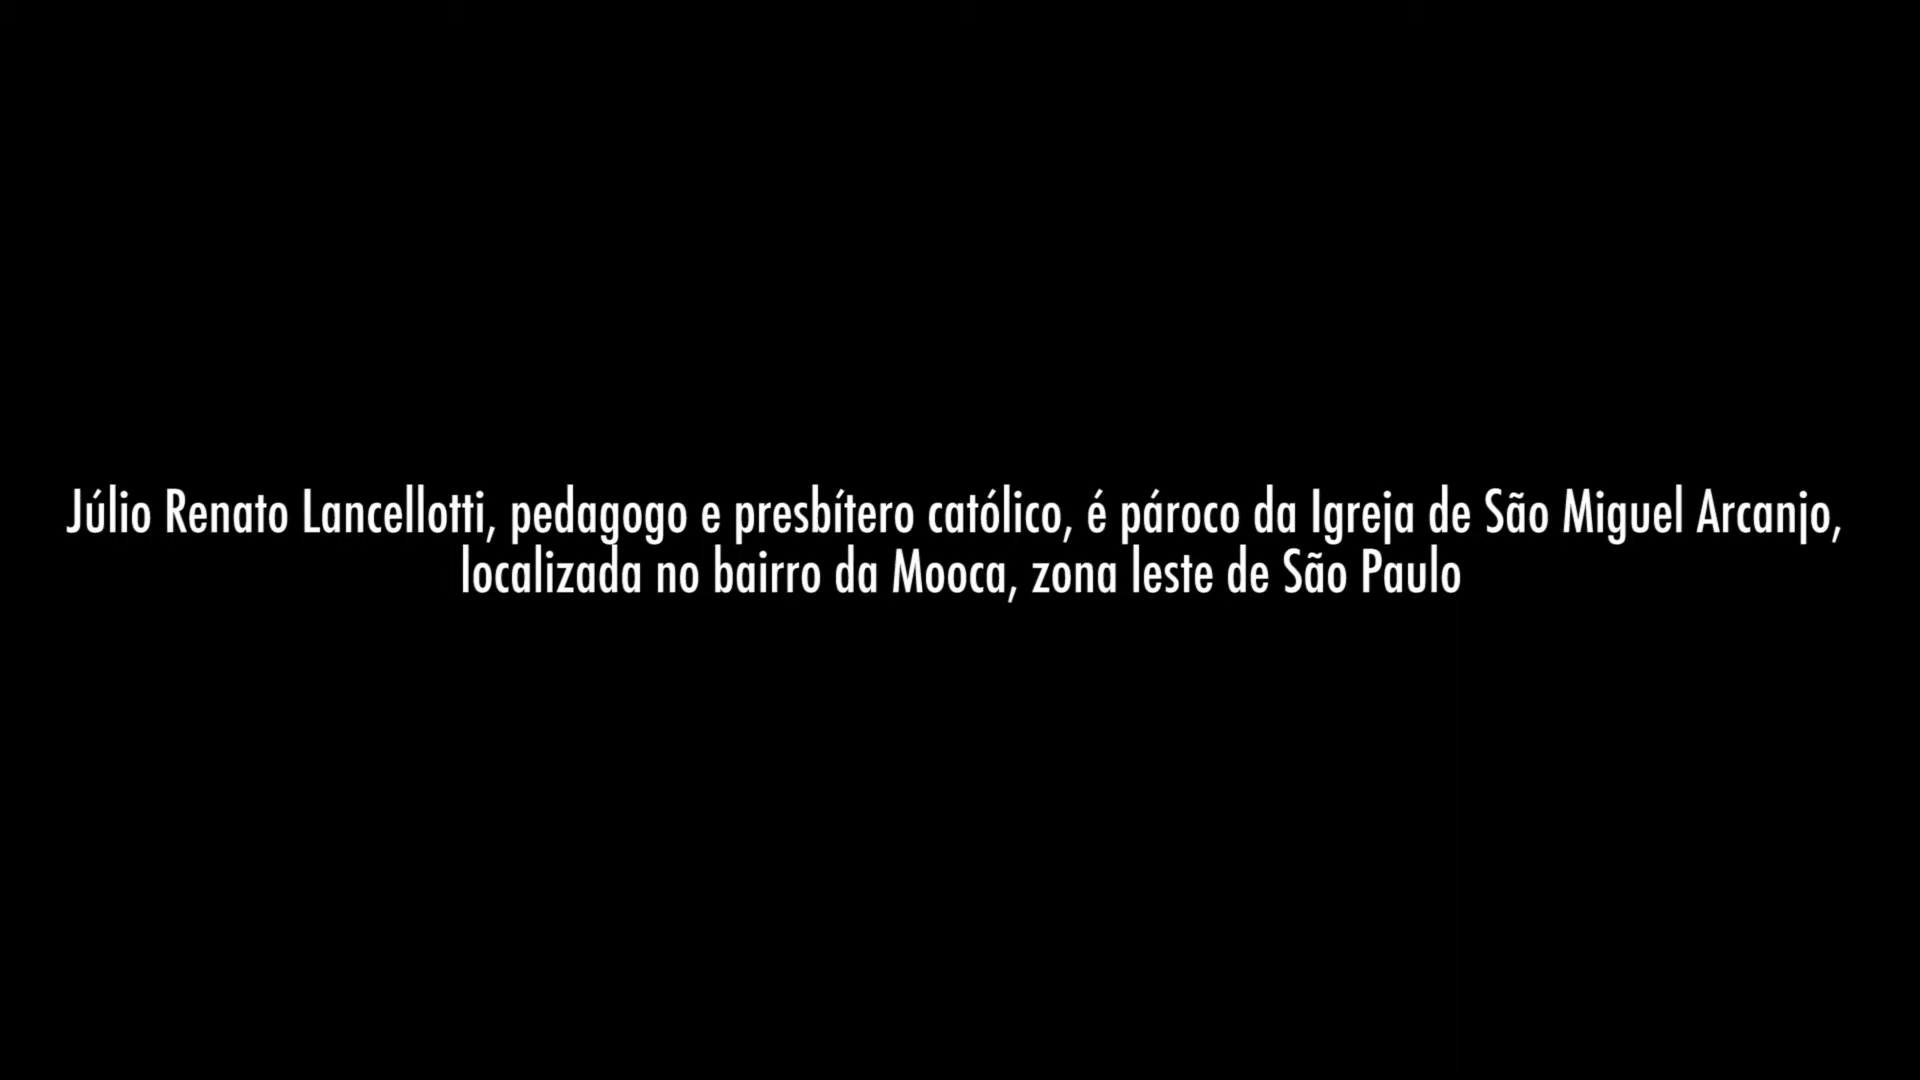 Júlio Renato Lancellotti, pedagogo e presbítero católico, é pároco da Igreja de São Miguel Arcanjo,
localizada no bairro da Mooca, zona leste de São Paulo